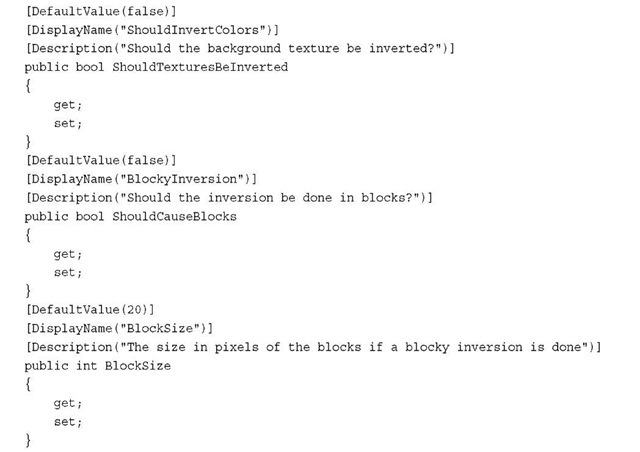 [DefaultValue(false)]
[DisplayName("ShouldInvertColors")]
[Description("Should the background texture be inverted?")]
public bool ShouldTexturesBeInverted
{
    get;
    set;
}
[DefaultValue(false)]
[DisplayName("BlockyInversion")]
[Description("Should the inversion be done in blocks?")]
public bool ShouldCauseBlocks
{
    get;
    set;
}
[DefaultValue(20)]
[DisplayName("BlockSize")]
[Description("The size in pixels of the blocks if a blocky inversion is done")]
public int BlockSize
{
    get;
    set;
}